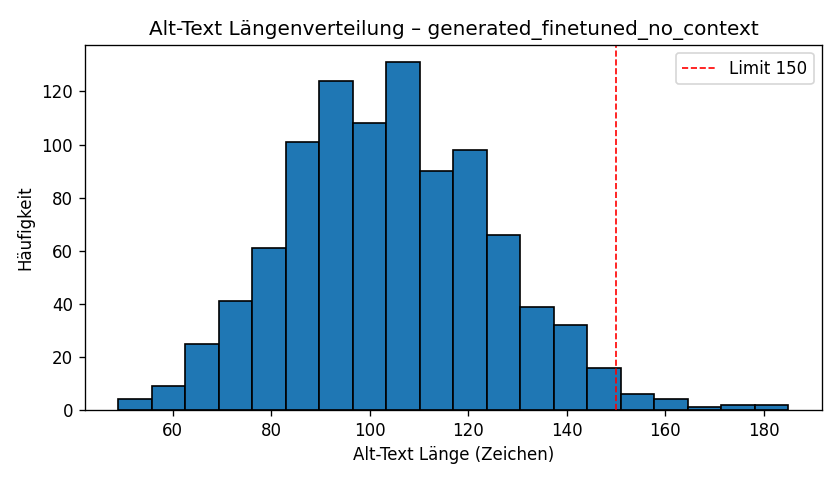 Alt-Text Längenverteilung – generated_finetuned_no_context
Limit 150
Häufigkeit
120
100
80
60
40
20
0
60 80 100 120 140 160 180
Alt-Text Länge (Zeichen)